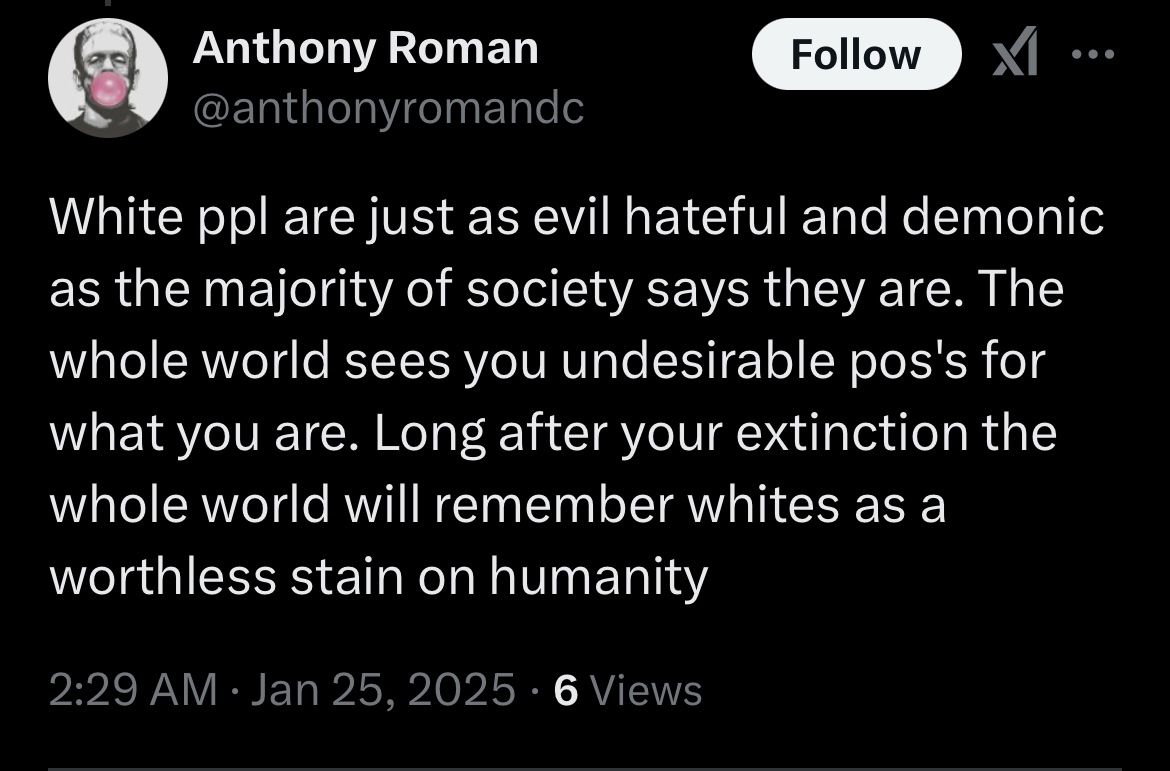 Anthony Roman
@anthonyromandc
Follow
White ppl are just as evil hateful and demonic
as the majority of society says they are. The
whole world sees you undesirable pos's for
what you are. Long after your extinction the
whole world will remember whites as a
worthless stain on humanity
2:29 AM · Jan 25, 2025 · 6 Views